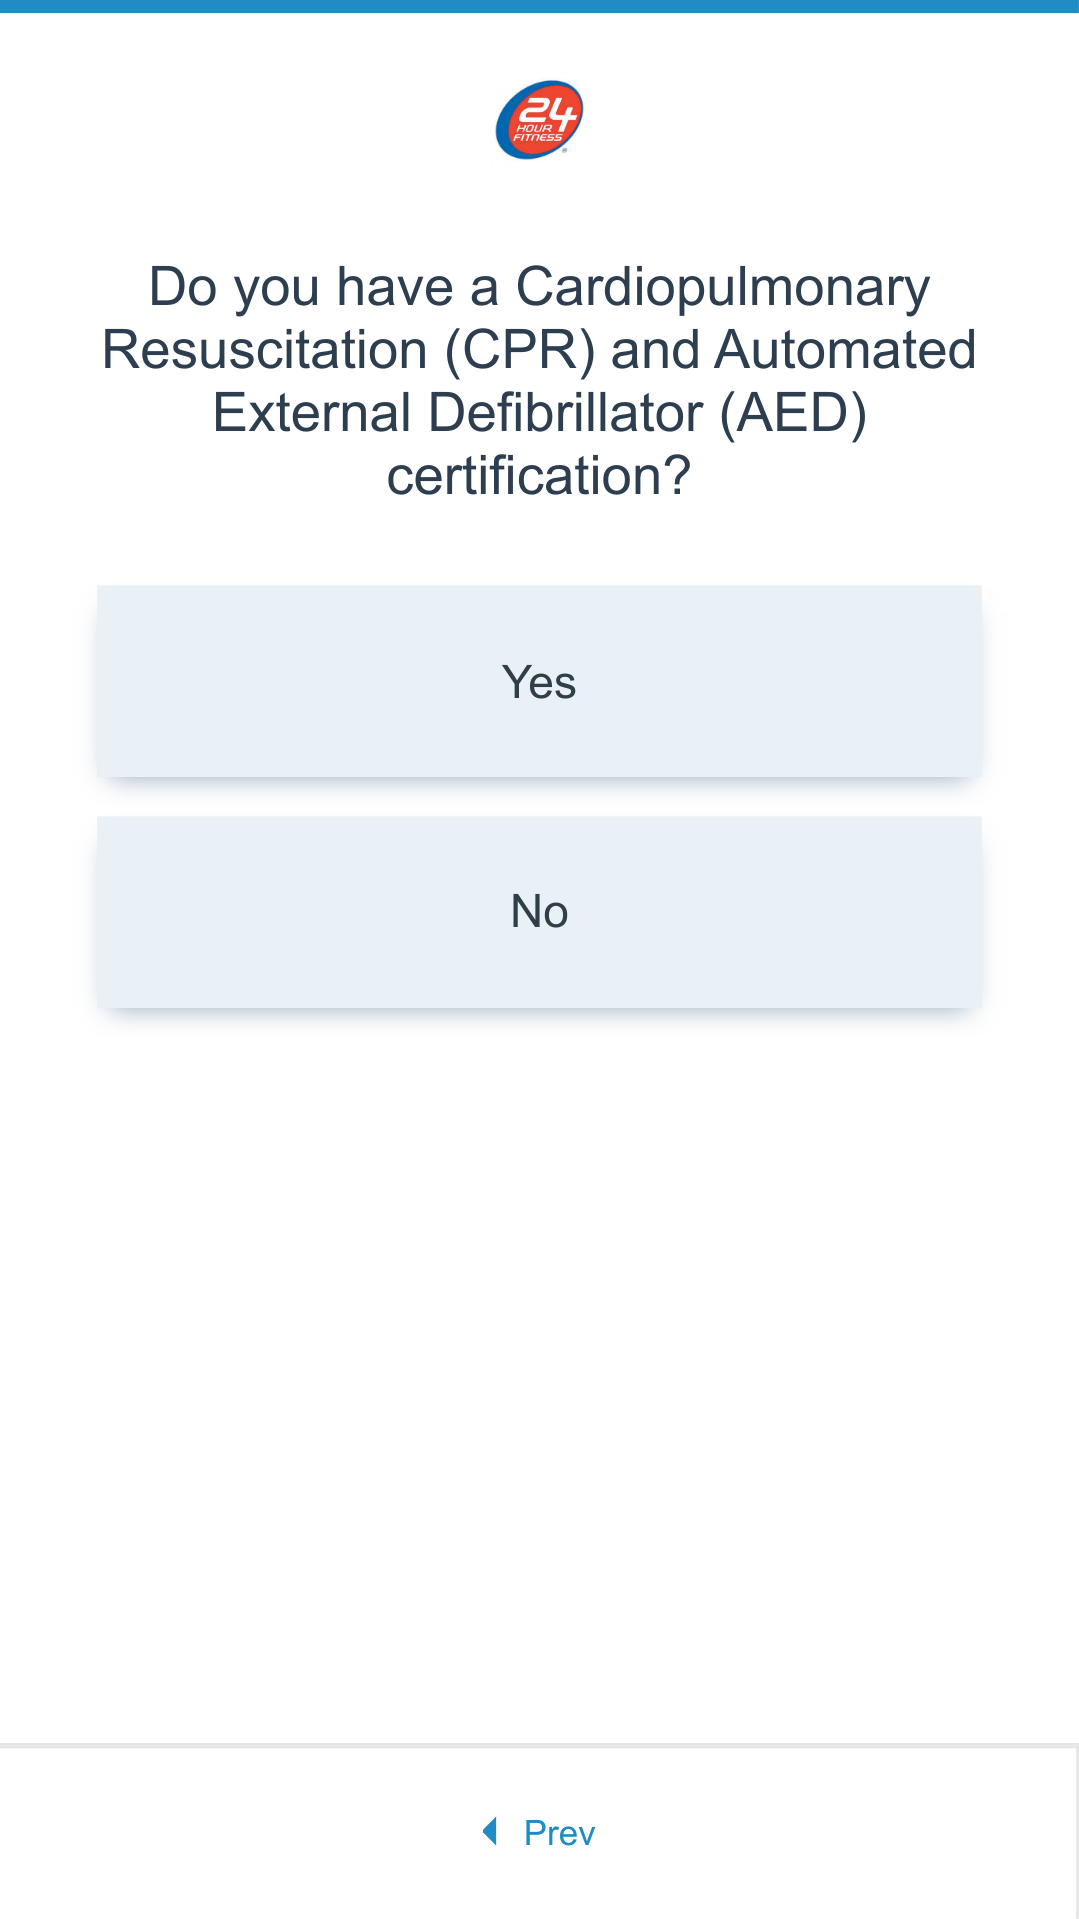 24
HOUR
FITNESS
Do you have a Cardiopulmonary
Resuscitation (CPR) and Automated
External Defibrillator (AED)
certification?
Yes
No
Prev